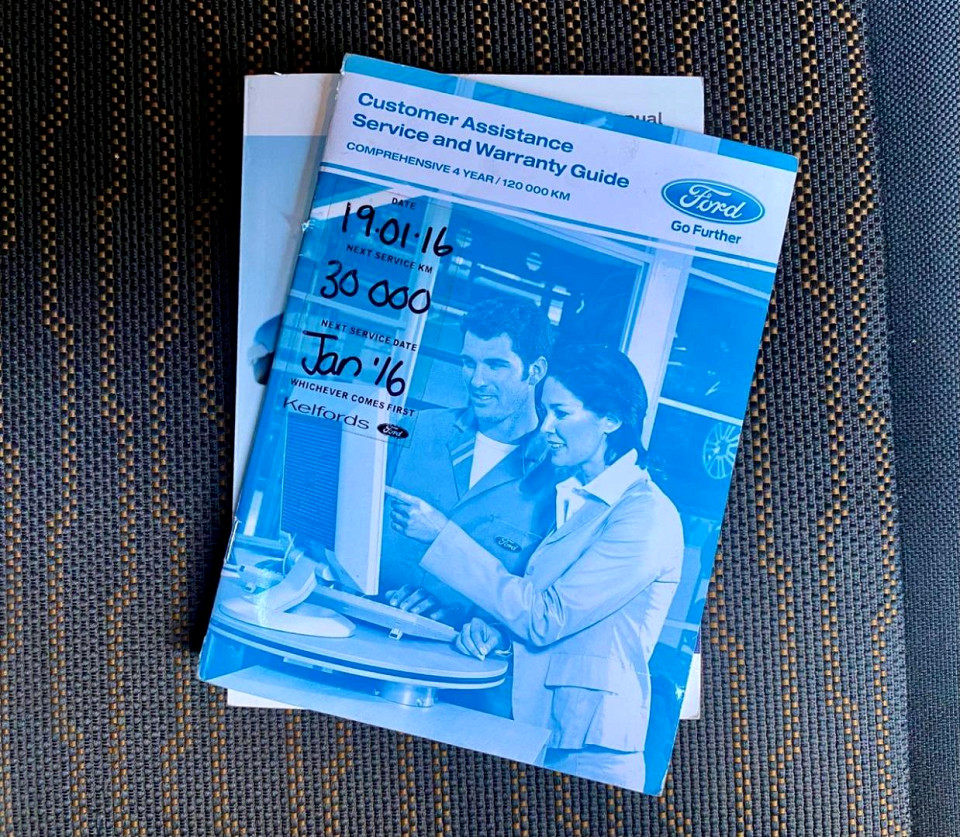 Customer Assistance
Service and Warranty Guide
COMPREHENSIVE 4 YEAR / 120 000 KM
Ford
Go Further
DATE
19.01.16
NEXT SERVICE KM
30 000
NEXT SERVICE DATE
Jan '16
WHICHEVER COMES FIRST
Kelfords Ford
Ford